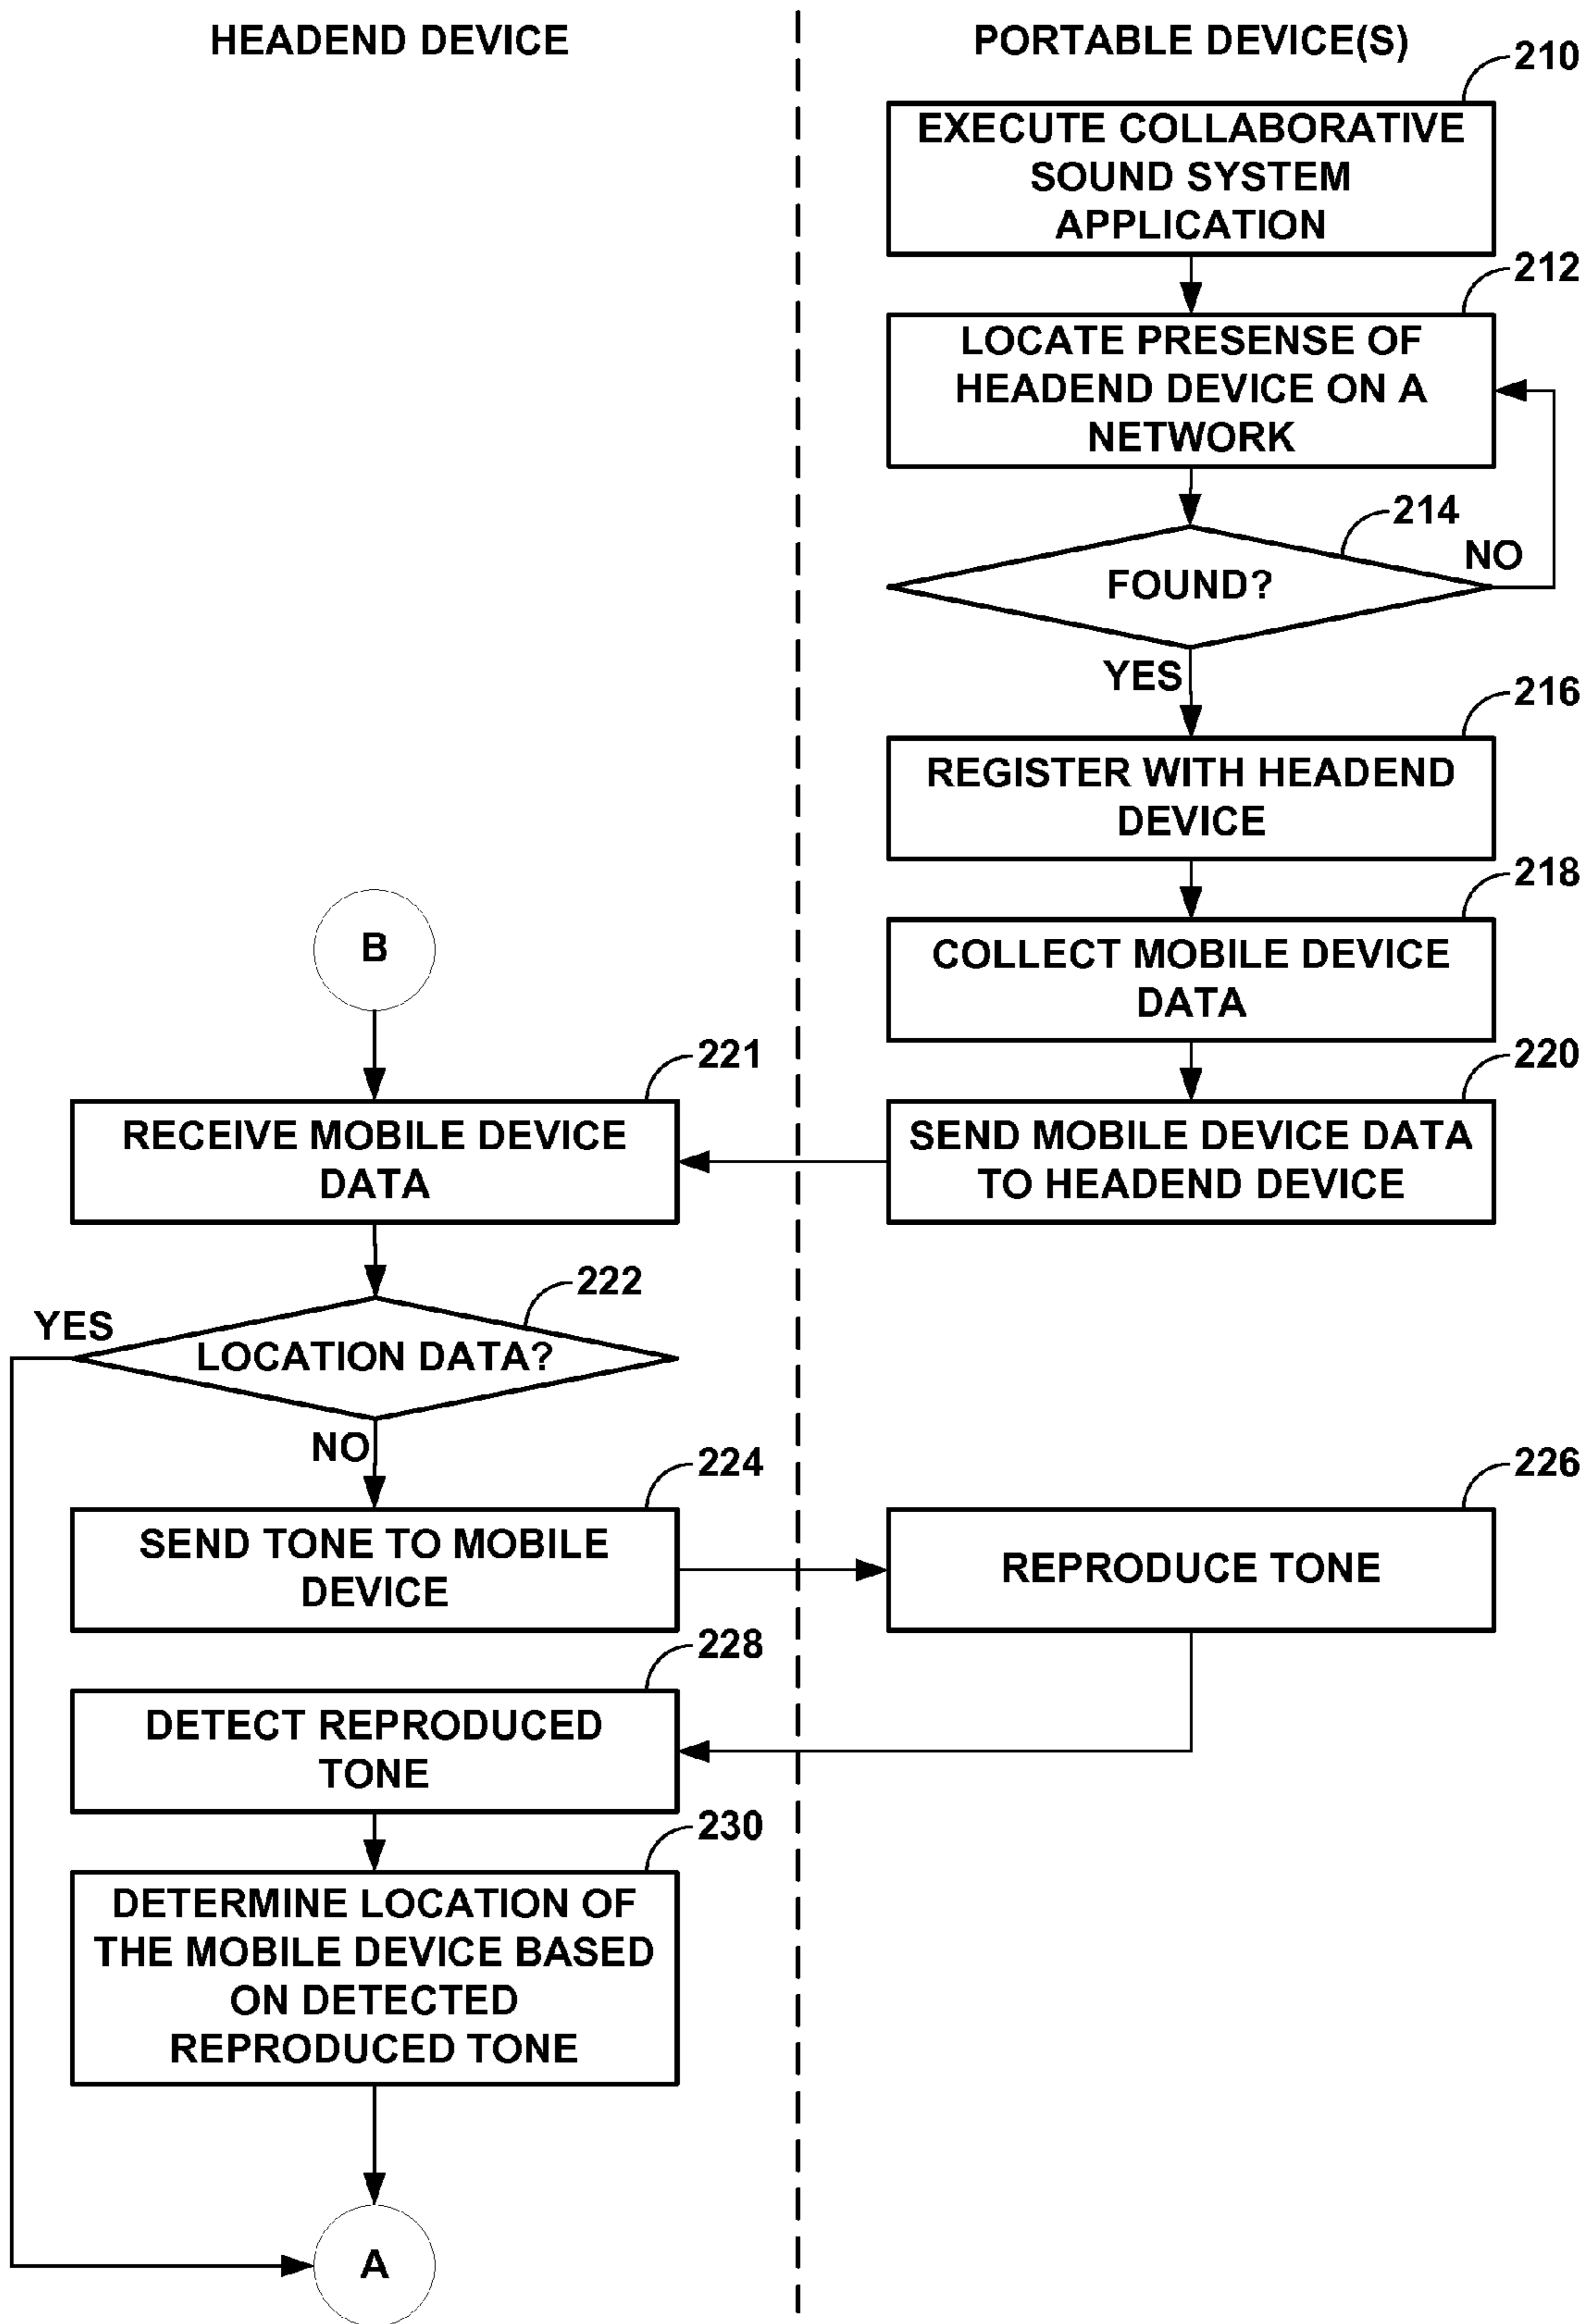 HEADEND DEVICE
PORTABLE DEVICE(S)
210
EXECUTE COLLABORATIVE
SOUND SYSTEM
APPLICATION
212
LOCATE PRESENSE OF
HEADEND DEVICE ON A
NETWORK
214
FOUND?
NO
YES
216
REGISTER WITH HEADEND
DEVICE
218
COLLECT MOBILE DEVICE
DATA
220
SEND MOBILE DEVICE DATA
TO HEADEND DEVICE
B
221
RECEIVE MOBILE DEVICE
DATA
222
YES
LOCATION DATA?
NO
224
SEND TONE TO MOBILE
DEVICE
226
REPRODUCE TONE
228
DETECT REPRODUCED
TONE
230
DETERMINE LOCATION OF
THE MOBILE DEVICE BASED
ON DETECTED
REPRODUCED TONE
A